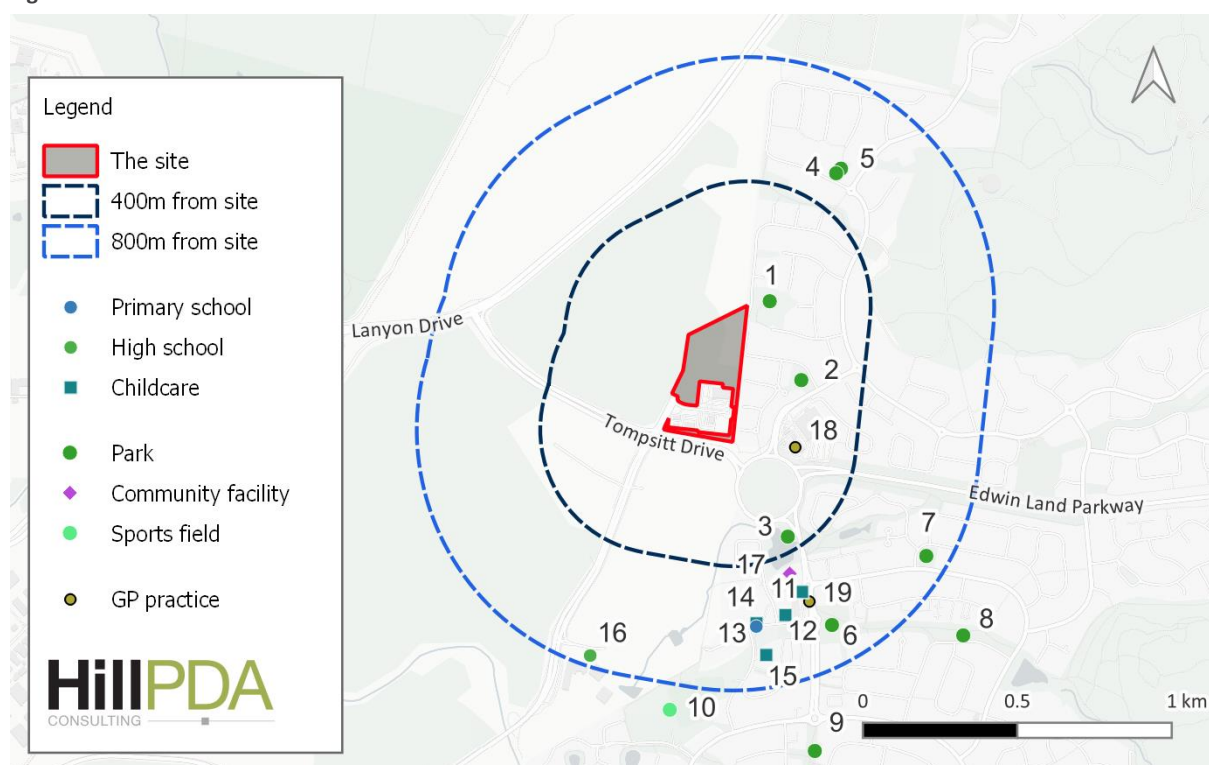 Legend
The site
400m from site
800m from site
Primary school
High school
Childcare
Park
Community facility
Sports field
GP practice
HillPDA
CONSULTING
Lanyon Drive
Tompsitt Drive
Edwin Land Parkway
4
5
1
2
18
3
7
17
11
19
14
13
12
6
8
16
15
10
9
0
0.5
1 km